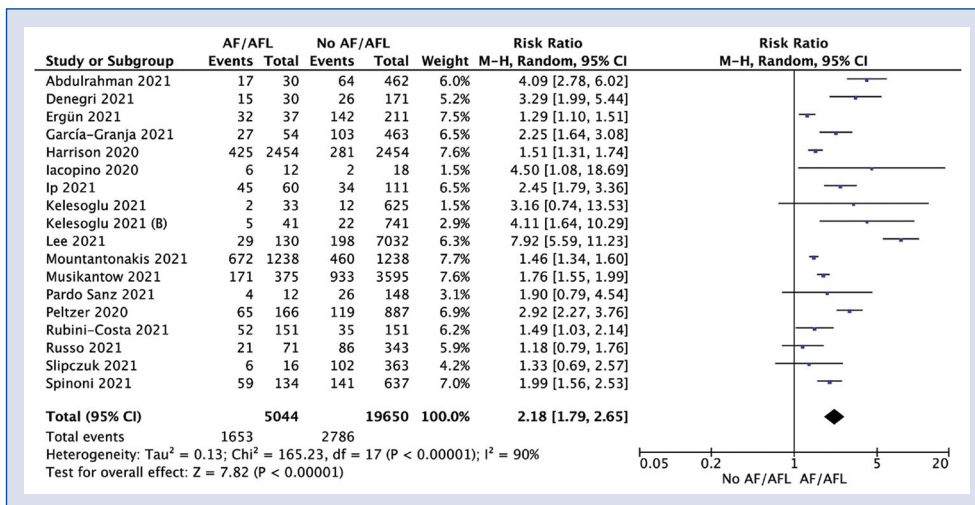 AF/AFL No AF/AFL Risk Ratio Risk Ratio
Study or Subgroup Events Total Events Total Weight M-H, Random, 95% CI M-H, Random, 95% CI
Abdulrahman 2021 17 30 64 462 6.0% 4.09 [2.78, 6.02]
Denegri 2021 15 30 26 171 5.2% 3.29 [1.99, 5.44]
Ergün 2021 32 37 142 211 7.5% 1.29 [1.10, 1.51]
García-Granja 2021 27 54 103 463 6.5% 2.25 [1.64, 3.08]
Harrison 2020 425 2454 281 2454 7.6% 1.51 [1.31, 1.74]
Iacopino 2020 6 12 2 18 1.5% 4.50 [1.08, 18.69]
Ip 2021 45 60 34 111 6.5% 2.45 [1.79, 3.36]
Kelesoglu 2021 2 33 12 625 1.4% 3.16 [0.74, 13.53]
Kelesoglu 2021 (B) 5 41 22 741 2.9% 4.11 [1.64, 10.29]
Lee 2021 29 130 198 7032 6.3% 7.92 [5.59, 11.23]
Mountantonakis 2021 672 1238 460 1238 7.7% 1.46 [1.34, 1.60]
Musikantow 2021 171 375 933 3595 7.6% 1.76 [1.55, 1.99]
Pardo Sanz 2021 4 12 26 148 3.1% 1.90 [0.79, 4.54]
Peltzer 2020 65 166 119 887 6.9% 2.92 [2.27, 3.76]
Rubini-Costa 2021 52 151 35 151 6.2% 1.49 [1.03, 2.14]
Russo 2021 21 71 86 343 5.9% 1.18 [0.79, 1.76]
Slipczuk 2021 6 16 102 363 4.2% 1.33 [0.69, 2.57]
Spinoni 2021 59 134 141 637 7.0% 1.99 [1.56, 2.53]
Total (95% CI) 5044 19650 100.0% 2.18 [1.79, 2.65]
Total events 1653 2786
Heterogeneity: Tau² = 0.13; Chi² = 165.23, df = 17 (P < 0.00001); I² = 90%
Test for overall effect: Z = 7.82 (P < 0.00001)
0.05 0.2 1 5 20
No AF/AFL AF/AFL